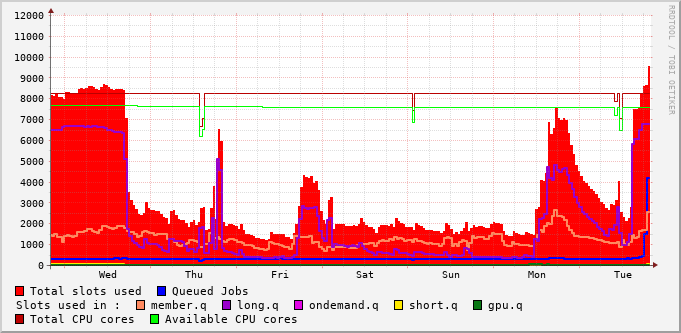 12000
11000
10000
9000
8000
7000
6000
5000
4000
3000
2000
1000
0
Wed Thu Fri Sat Sun Mon Tue
RRDTOOL / TOBI OETIKER
Total slots used Queued Jobs
Slots used in : member.q long.q ondemand.q short.q gpu.q
Total CPU cores Available CPU cores